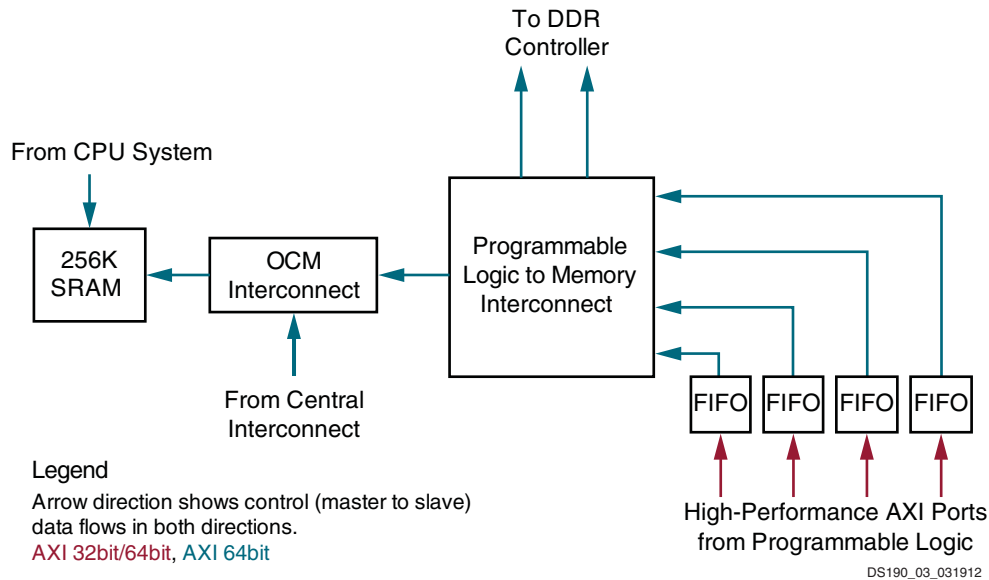 To DDR
Controller
From CPU System
256K
SRAM
OCM
Interconnect
Programmable
Logic to Memory
Interconnect
From Central
Interconnect
FIFO
FIFO
FIFO
FIFO
Legend
Arrow direction shows control (master to slave)
data flows in both directions.
AXI 32bit/64bit, AXI 64bit
High-Performance AXI Ports
from Programmable Logic
DS190_03_031912